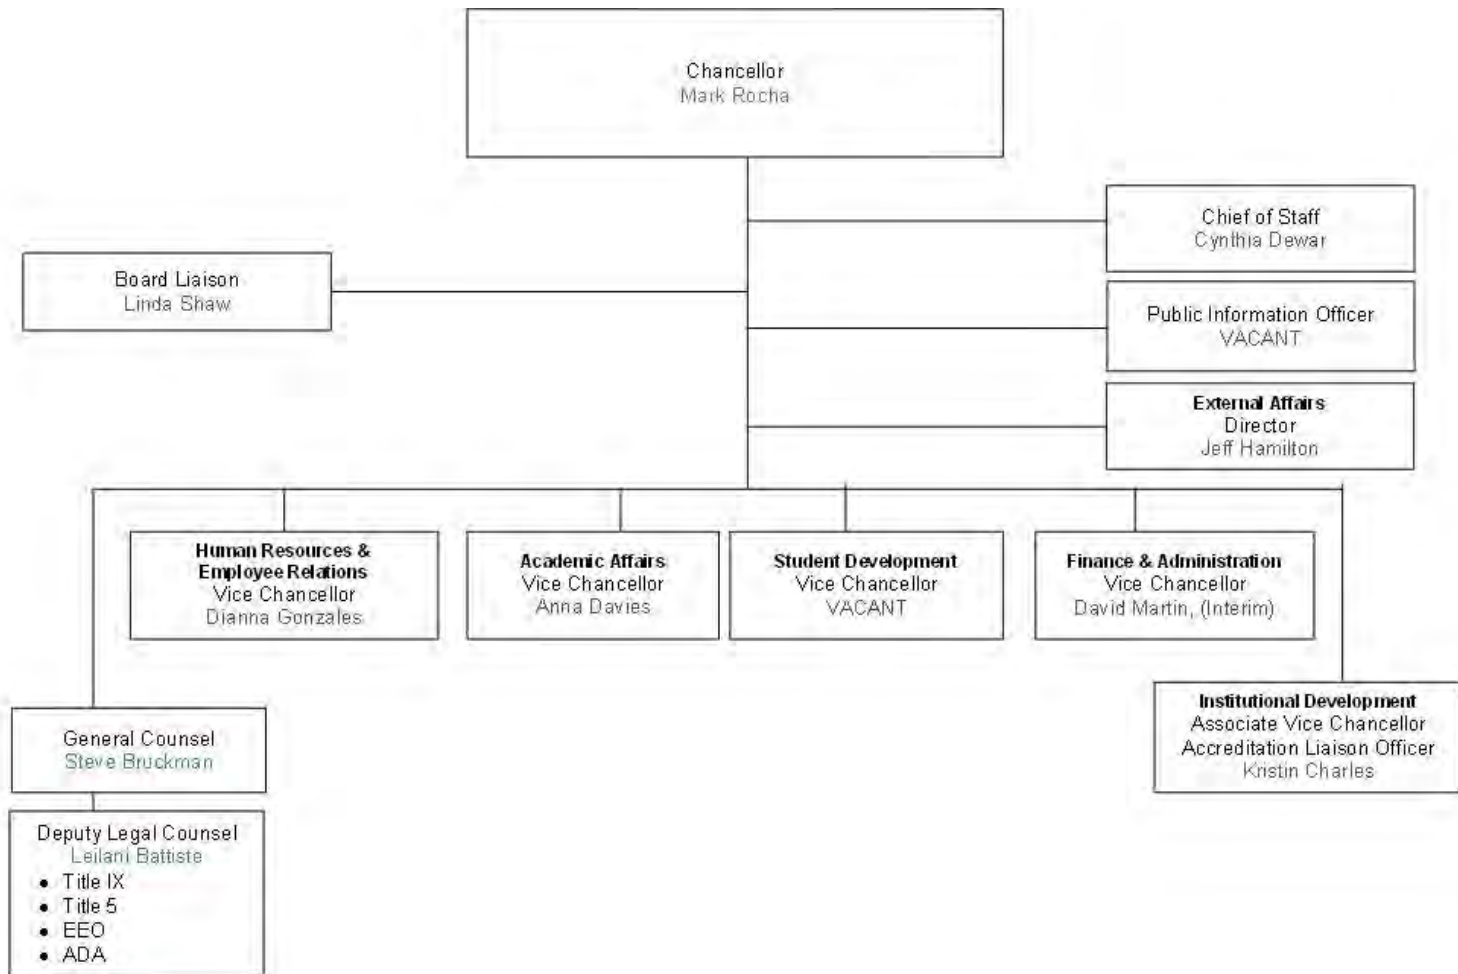 Chancellor
Mark Rocha
Chief of Staff
Cynthia Dewar
Board Liaison
Linda Shaw
Public Information Officer
VACANT
External Affairs
Director
Jeff Hamilton
Human Resources &
Employee Relations
Vice Chancellor
Dianna Gonzales
Academic Affairs
Vice Chancellor
Anna Davies
Student Development
Vice Chancellor
VACANT
Finance & Administration
Vice Chancellor
David Martin, (Interim)
Institutional Development
Associate Vice Chancellor
Accreditation Liaison Officer
Kristin Charles
General Counsel
Steve Bruckman
Deputy Legal Counsel
Leilani Battiste
• Title IX
• Title 5
• EEO
• ADA